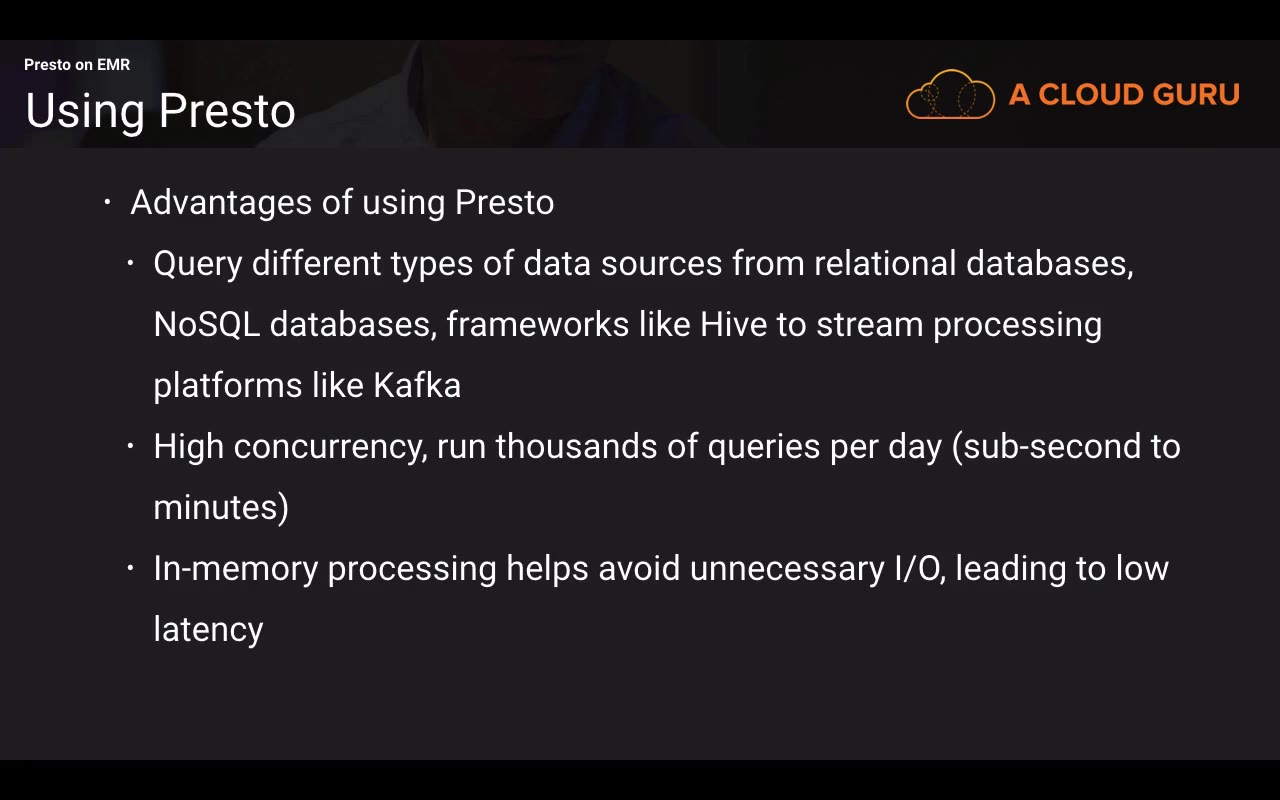 Presto on EMR
Using Presto
A CLOUD GURU
• Advantages of using Presto
• Query different types of data sources from relational databases,
NoSQL databases, frameworks like Hive to stream processing
platforms like Kafka
• High concurrency, run thousands of queries per day (sub-second to
minutes)
• In-memory processing helps avoid unnecessary I/O, leading to low
latency